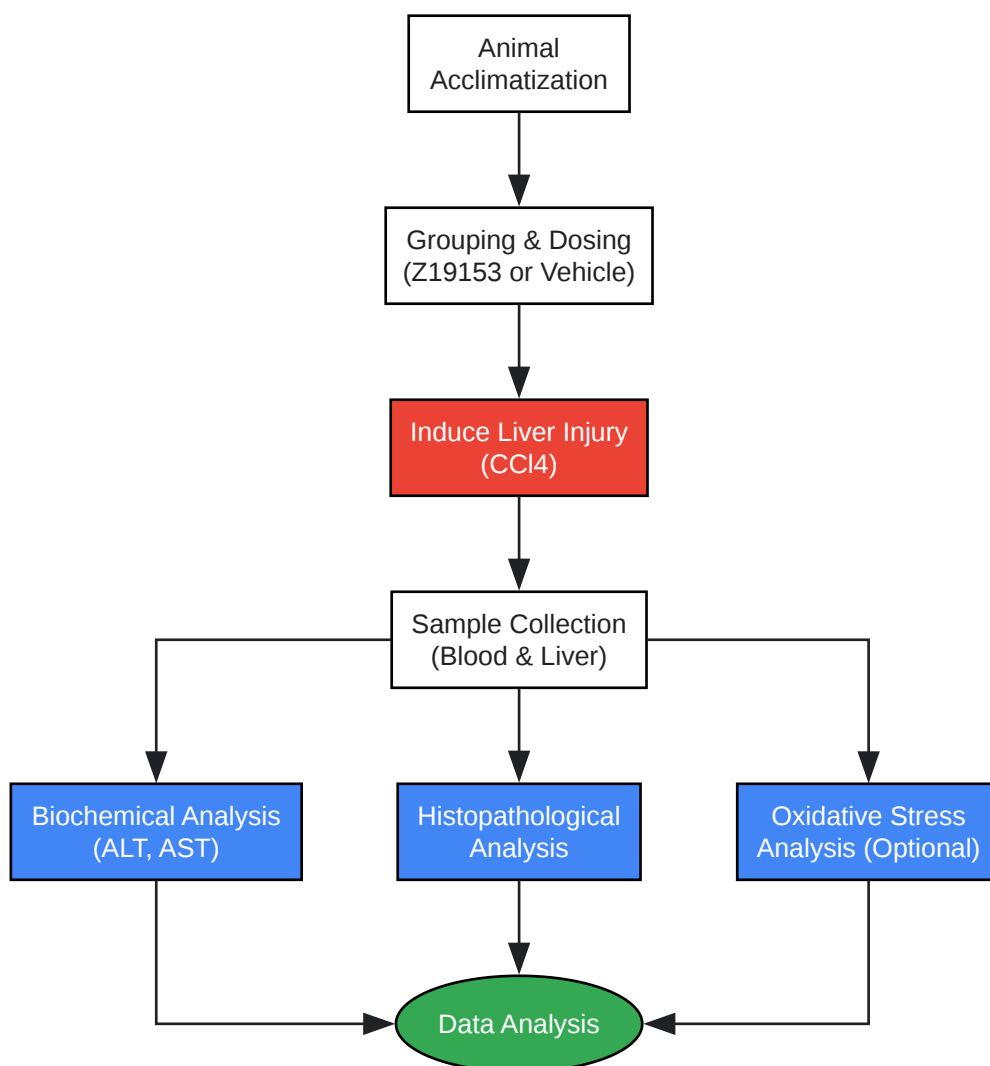 Animal
Acclimatization
Grouping & Dosing
(Z19153 or Vehicle)
Induce Liver Injury
(CCl4)
Sample Collection
(Blood & Liver)
Biochemical Analysis
(ALT, AST)
Histopathological
Analysis
Oxidative Stress
Analysis (Optional)
Data Analysis